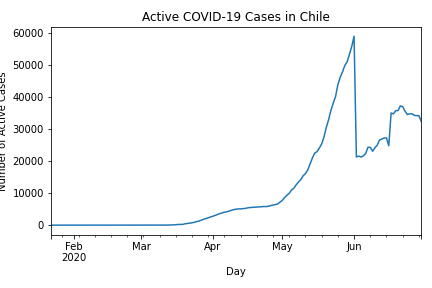 Active COVID-19 Cases in Chile
Number of Active Cases
60000
50000
40000
30000
20000
10000
0
Feb Mar Apr May Jun
2020
Day